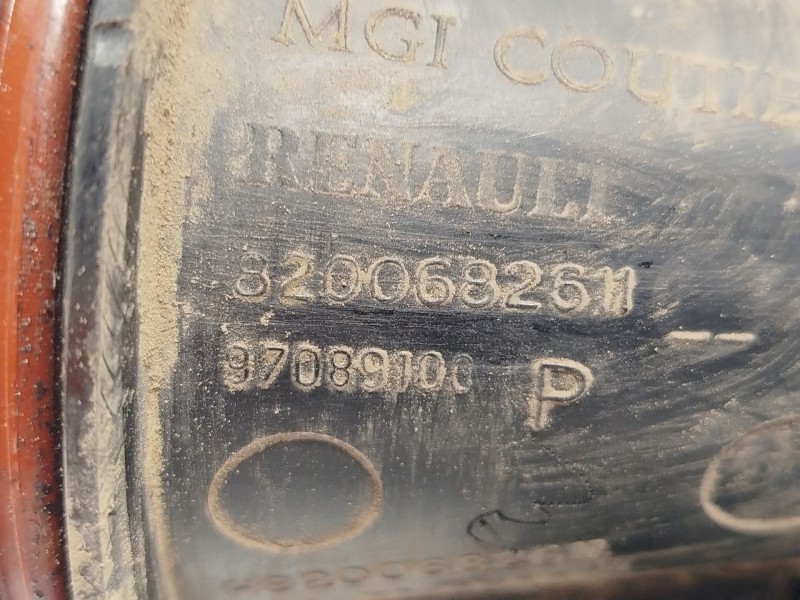 MGI COUTIE
RENAULT
8200682611 --
97089100 P